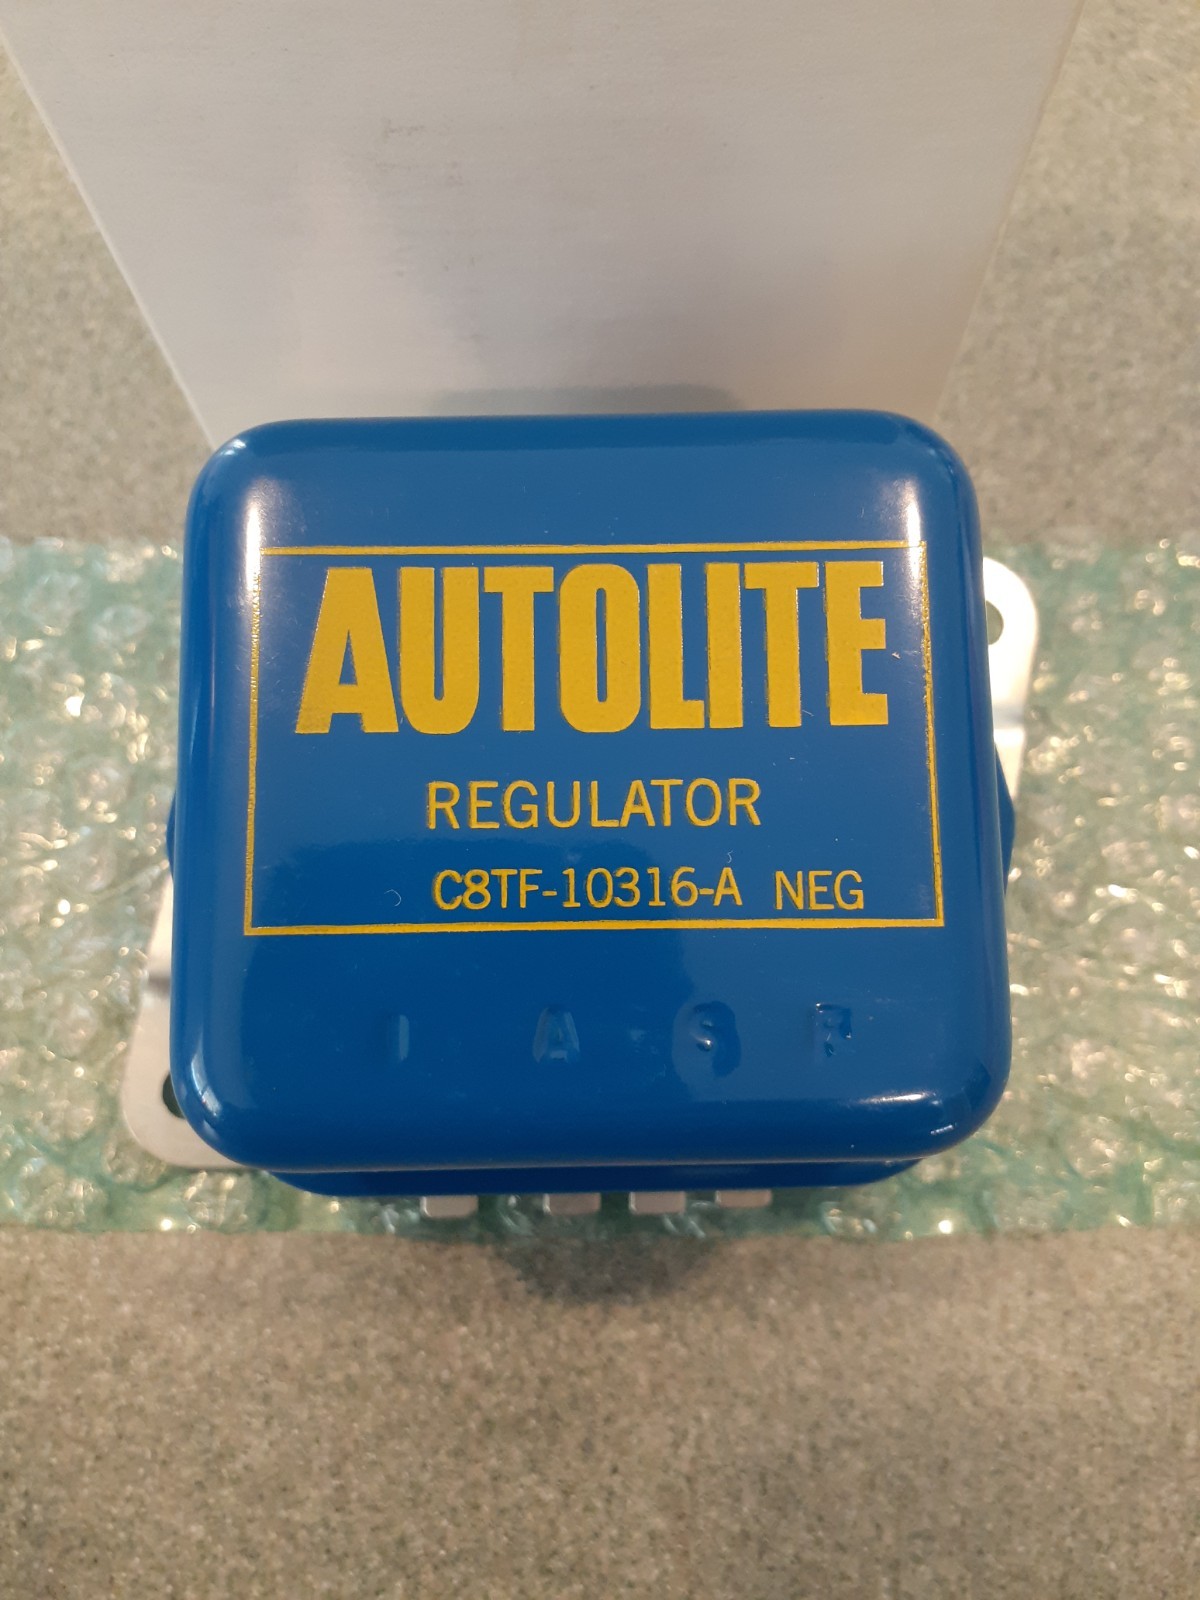 AUTOLITE
REGULATOR
C8TF-10316-A NEG
I A S F